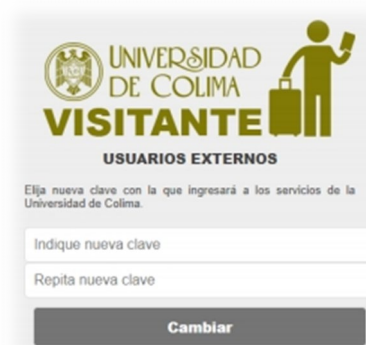 UNIVERSIDAD
DE COLIMA
VISITANTE
USUARIOS EXTERNOS
Elija nueva clave con la que ingresará a los servicios de la
Universidad de Colima.
Indique nueva clave
Repita nueva clave
Cambiar